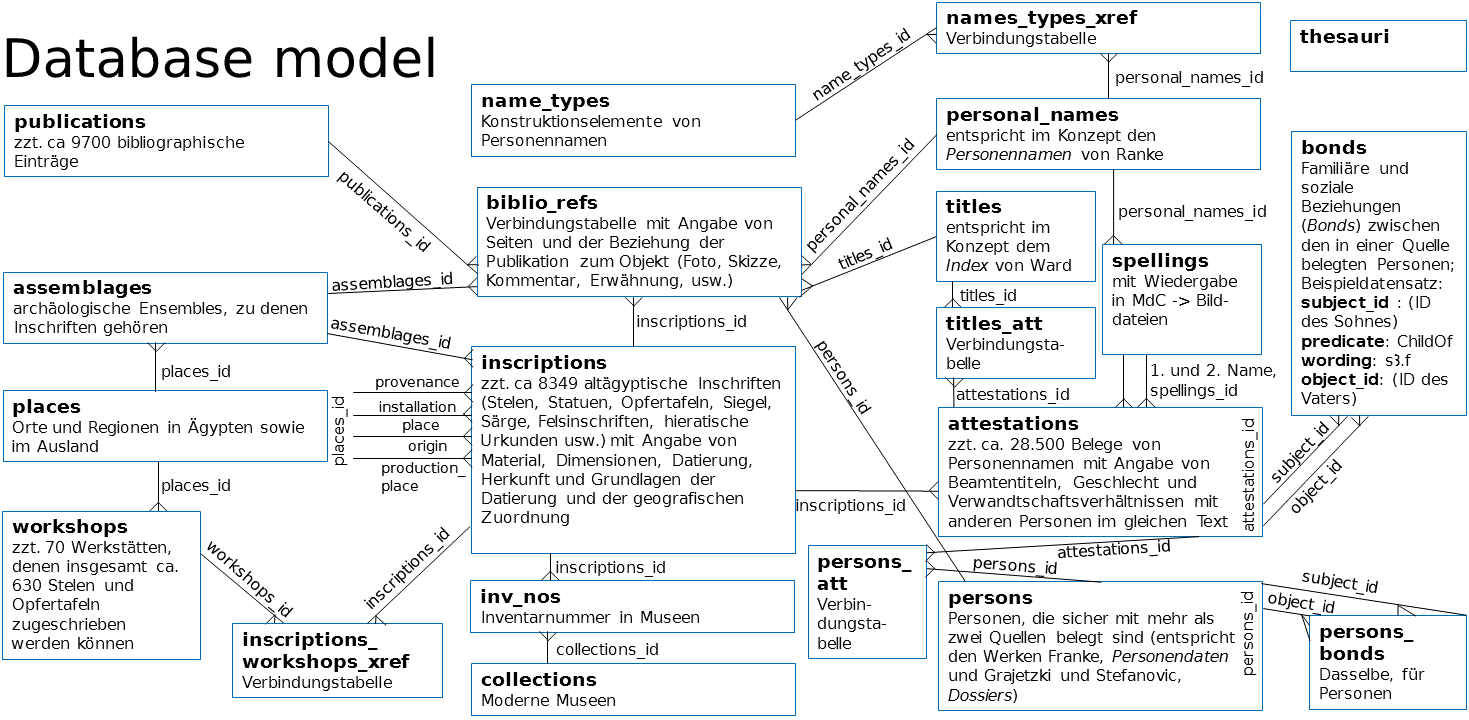 Database model
names_types_xref
Verbindungstabelle
thesauri
name_types_id
personal_names_id
name_types
Konstruktionselemente von
Personennamen
personal_names
entspricht im Konzept den
Personennamen von Ranke
publications
zzt. ca 9700 bibliographische
Einträge
publications_id
personal_names_id
personal_names_id
bonds
Familiäre und
soziale
Beziehungen
(Bonds) zwischen
den in einer Quelle
belegten Personen;
Beispieldatensatz:
subject_id : (ID
des Sohnes)
predicate: ChildOf
wording: sꜣ.f
object_id: (ID des
Vaters)
biblio_refs
Verbindungstabelle mit Angabe von
Seiten und der Beziehung der
Publikation zum Objekt (Foto, Skizze,
Kommentar, Erwähnung, usw.)
titles_id
titles
entspricht im
Konzept dem
Index von Ward
spellings
mit Wiedergabe
in MdC -> Bild-
dateien
titles_id
titles_att
Verbindungsta-
belle
attestations_id
1. und 2. Name,
spellings_id
assemblages
archäologische Ensembles, zu denen
Inschriften gehören
assemblages_id
assemblages_id
inscriptions_id
persons_id
places_id
places
Orte und Regionen in Ägypten sowie
im Ausland
places_id
provenance
installation
place
origin
production_
place
inscriptions
zzt. ca 8349 altägyptische Inschriften
(Stelen, Statuen, Opfertafeln, Siegel,
Särge, Felsinschriften, hieratische
Urkunden usw.) mit Angabe von
Material, Dimensionen, Datierung,
Herkunft und Grundlagen der
Datierung und der geografischen
Zuordnung
inscriptions_id
attestations
zzt. ca. 28.500 Belege von
Personennamen mit Angabe von
Beamtentiteln, Geschlecht und
Verwandtschaftsverhältnissen mit
anderen Personen im gleichen Text
attestations_id
subject_id
object_id
places_id
workshops
zzt. 70 Werkstätten,
denen insgesamt ca.
630 Stelen und
Opfertafeln
zugeschrieben
werden können
workshops_id
inscriptions_id
inscriptions_
workshops_xref
Verbindungstabelle
inscriptions_id
inv_nos
Inventarnummer in Museen
collections_id
collections
Moderne Museen
persons_
att
Verbin-
dungsta-
belle
attestations_id
persons_id
persons
Personen, die sicher mit mehr als
zwei Quellen belegt sind (entspricht
den Werken Franke, Personendaten
und Grajetzki und Stefanovic,
Dossiers)
persons_id
subject_id
object_id
persons_
bonds
Dasselbe, für
Personen